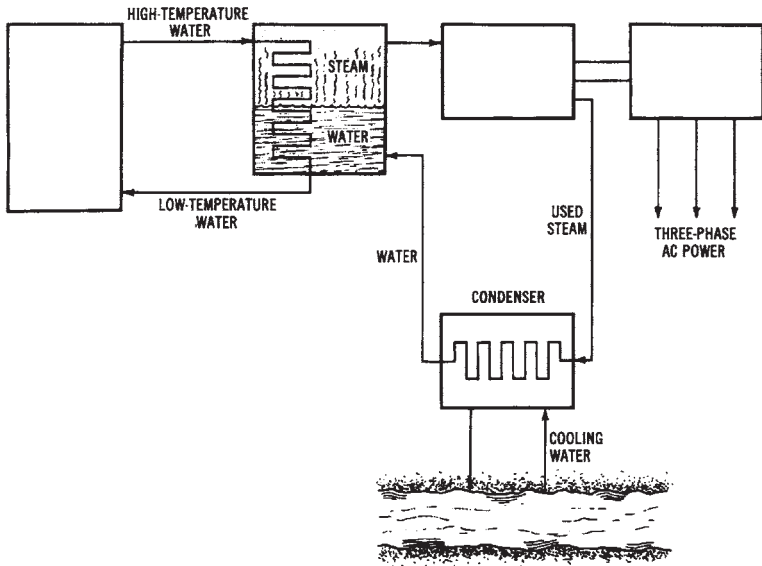 HIGH-TEMPERATURE
WATER
STEAM
WATER
LOW-TEMPERATURE
WATER
WATER
USED
STEAM
THREE-PHASE
AC POWER
CONDENSER
COOLING
WATER